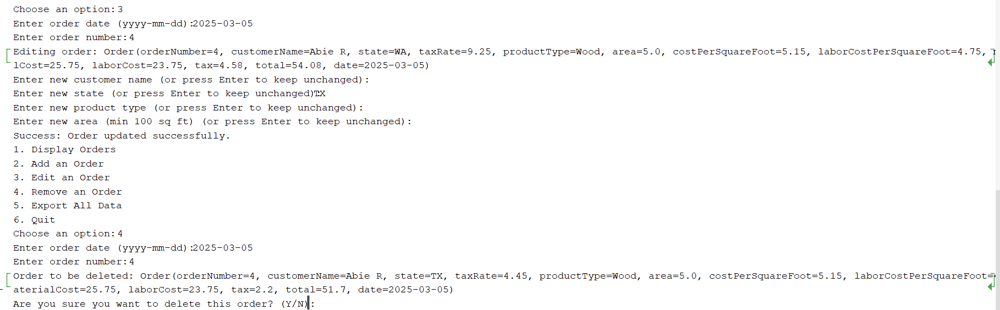 Choose an option:3
Enter order date (yyyy-mm-dd):2025-03-05
Enter order number:4
Editing order: Order(orderNumber=4, customerName=Abie R, state=WA, taxRate=9.25, productType=Wood, area=5.0, costPerSquareFoot=5.15, laborCostPerSquareFoot=4.75,
lCost=25.75, laborCost=23.75, tax=4.58, total=54.08, date=2025-03-05)
Enter new customer name (or press Enter to keep unchanged):
Enter new state (or press Enter to keep unchanged):TX
Enter new product type (or press Enter to keep unchanged):
Enter new area (min 100 sq ft) (or press Enter to keep unchanged):
Success: Order updated successfully.
1. Display Orders
2. Add an Order
3. Edit an Order
4. Remove an Order
5. Export All Data
6. Quit
Choose an option:4
Enter order date (yyyy-mm-dd):2025-03-05
Enter order number:4
Order to be deleted: Order(orderNumber=4, customerName=Abie R, state=TX, taxRate=4.45, productType=Wood, area=5.0, costPerSquareFoot=5.15, laborCostPerSquareFoot=
aterialCost=25.75, laborCost=23.75, tax=2.2, total=51.7, date=2025-03-05)
Are you sure you want to delete this order? (Y/N):